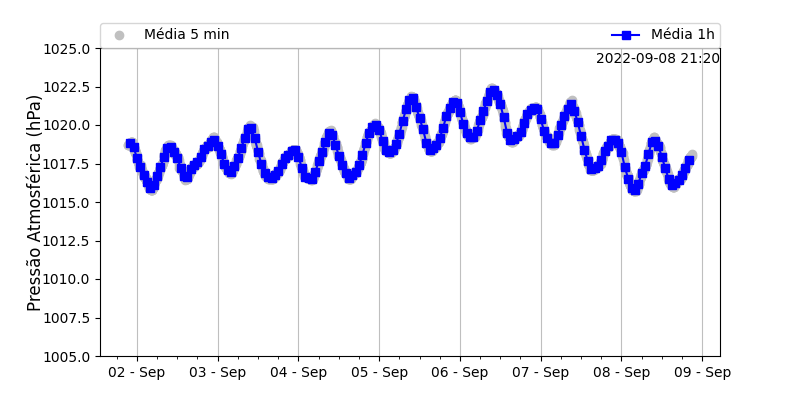 Média 5 min
Média 1h
2022-09-08 21:20
Pressão Atmosférica (hPa)
1025.0
1022.5
1020.0
1017.5
1015.0
1012.5
1010.0
1007.5
1005.0
02 - Sep
03 - Sep
04 - Sep
05 - Sep
06 - Sep
07 - Sep
08 - Sep
09 - Sep